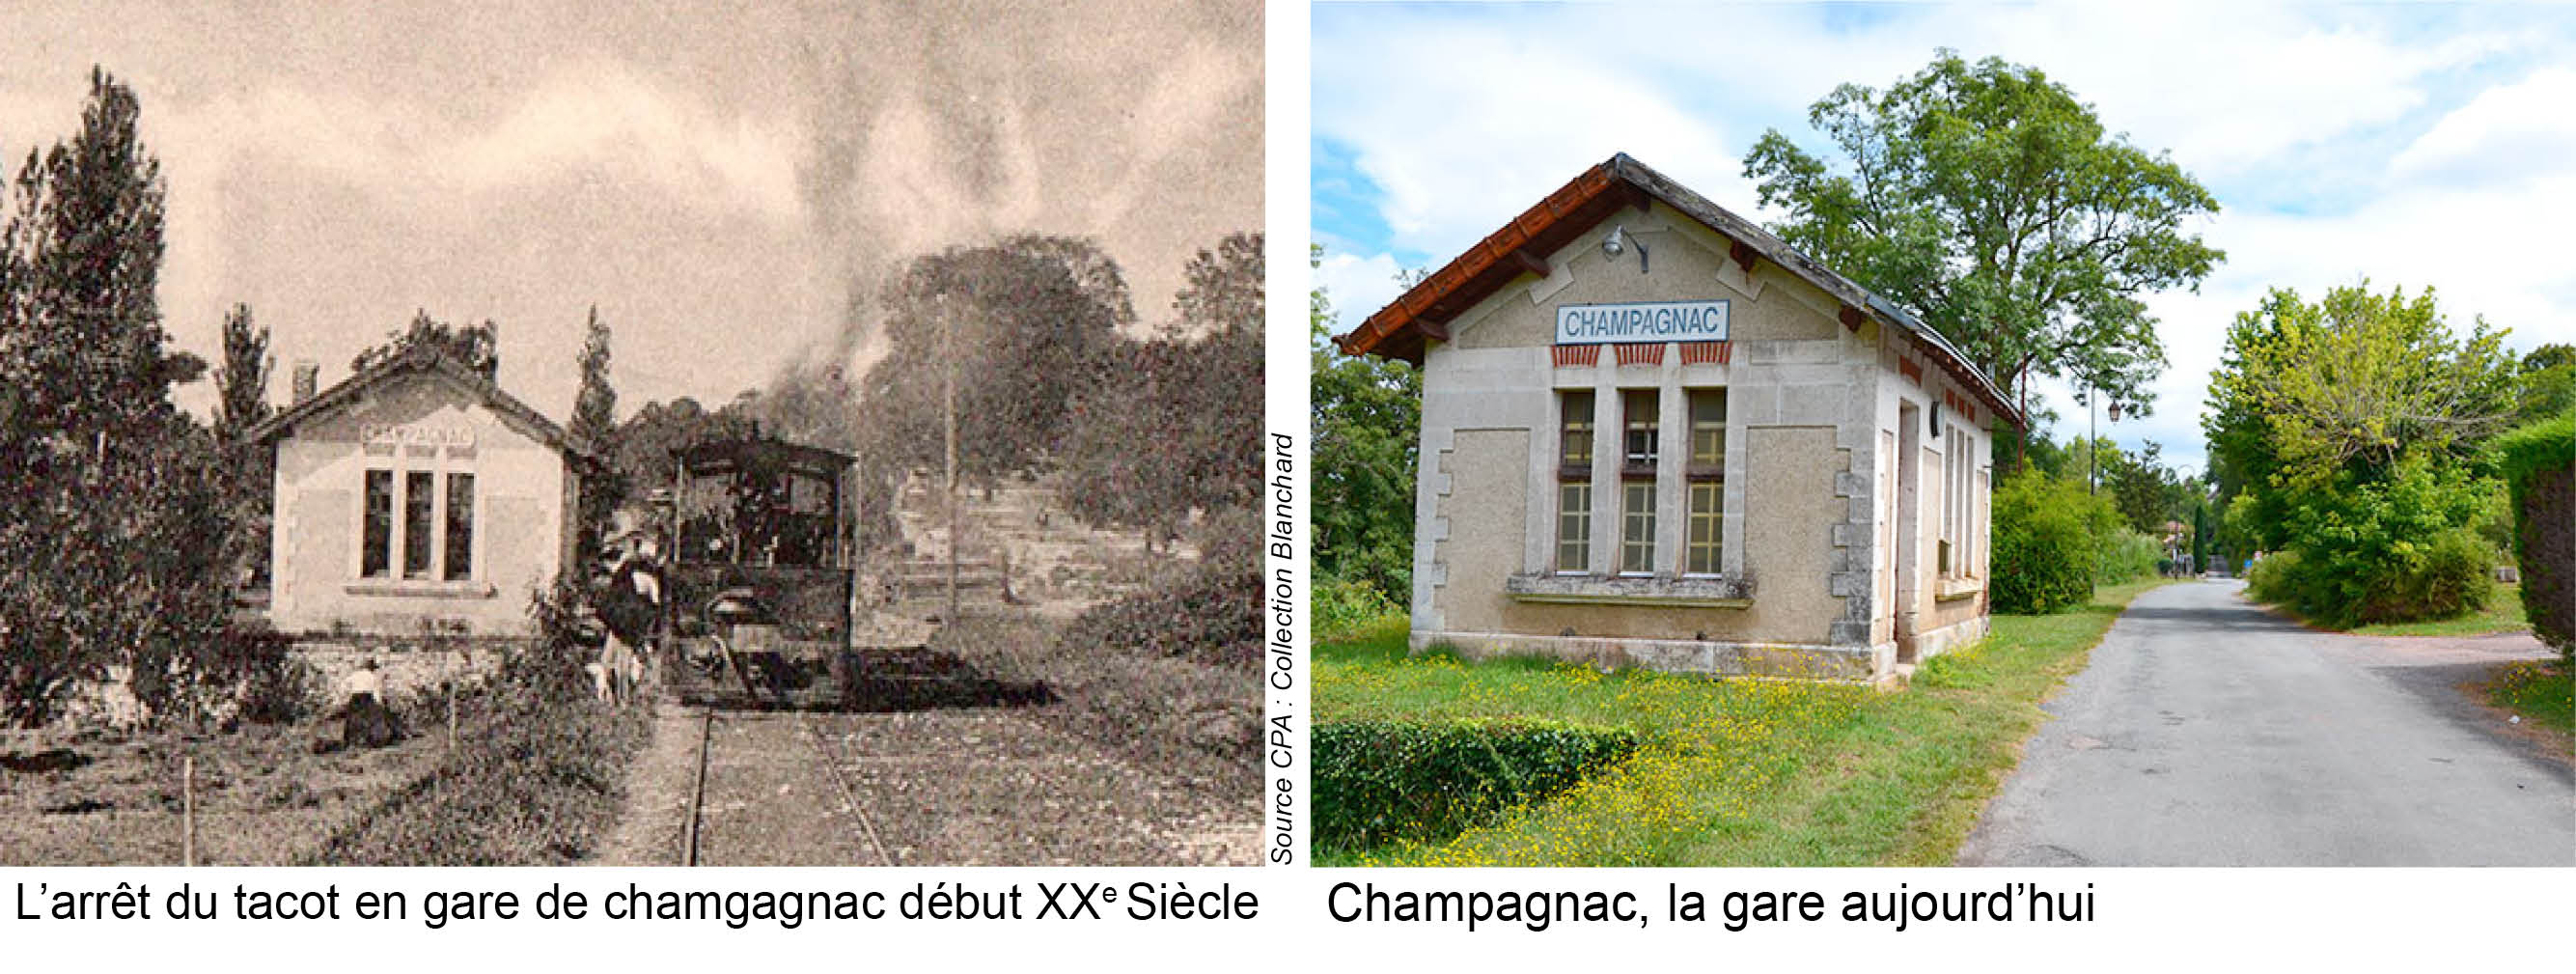 CHAMPAGNAC
CHAMPAGNAC
Source CPA : Collection Blanchard
L’arrêt du tacot en gare de chamgagnac début XXe Siècle
Champagnac, la gare aujourd’hui